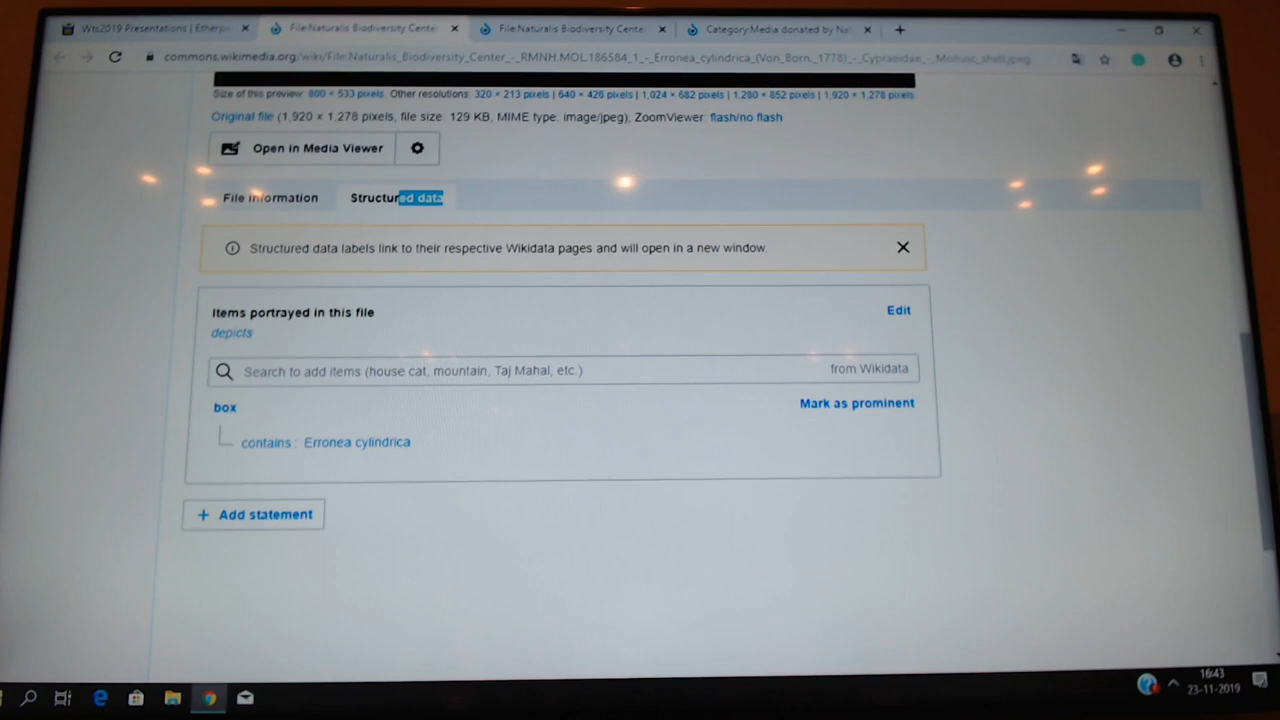 Wts2019 Presentations | Etherp
File:Naturalis Biodiversity Center
File:Naturalis Biodiversity Cente
Category:Media donated by Nat
commons.wikimedia.org/wiki/File:Naturalis_Biodiversity_Center_-_RMNH.MOL.186584_1_-_Erronea_cylindrica_(Von_Born,_1778)_-_Cypraeidae_-_Mollusc_shell.jpeg
Size of this preview: 800 × 533 pixels. Other resolutions: 320 × 213 pixels | 640 × 426 pixels | 1,024 × 682 pixels | 1,280 × 852 pixels | 1,920 × 1,278 pixels.
Original file (1,920 × 1,278 pixels, file size: 129 KB, MIME type: image/jpeg); ZoomViewer: flash/no flash
Open in Media Viewer
File information Structured data
Structured data labels link to their respective Wikidata pages and will open in a new window.
Items portrayed in this file Edit
depicts
Search to add items (house cat, mountain, Taj Mahal, etc.) from Wikidata
box Mark as prominent
contains : Erronea cylindrica
+ Add statement
16:43
23-11-2019